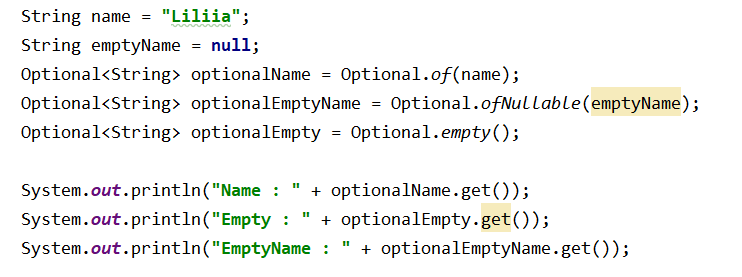 String name = "Liliia";
String emptyName = null;
Optional<String> optionalName = Optional.of(name);
Optional<String> optionalEmptyName = Optional.ofNullable(emptyName);
Optional<String> optionalEmpty = Optional.empty();
System.out.println("Name : " + optionalName.get());
System.out.println("Empty : " + optionalEmpty.get());
System.out.println("EmptyName : " + optionalEmptyName.get());